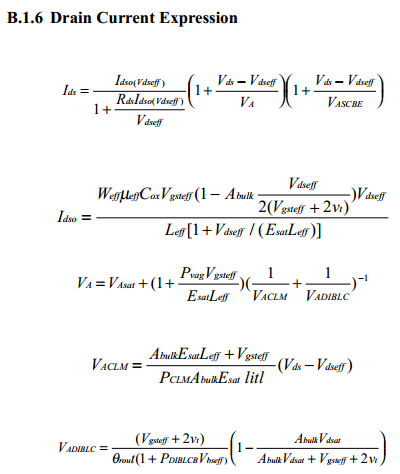 B.1.6 Drain Current Expression
Ids = Idso(Vdseff) / (1 + RdsIdso(Vdseff) / Vdseff) (1 + (Vds − Vdseff) / VA)(1 + (Vds − Vdseff) / VASCBE)
Idso = WeffμeffCoxVgsteff(1 − Abulk Vdseff / 2(Vgsteff + 2vt))Vdseff / Leff[1 + Vdseff / (EsatLeff)]
VA = VAsat + (1 + PvagVgsteff / EsatLeff)(1 / VACLM + 1 / VADIBLC)^−1
VACLM = (AbulkEsatLeff + Vgsteff) / (PCLMAbulkEsat litl) (Vds − Vdseff)
VADIBLC = (Vgsteff + 2vt) / θrout(1 + PDIBLCBVbseff) (1 − AbulkVdsat / (AbulkVdsat + Vgsteff + 2vt))